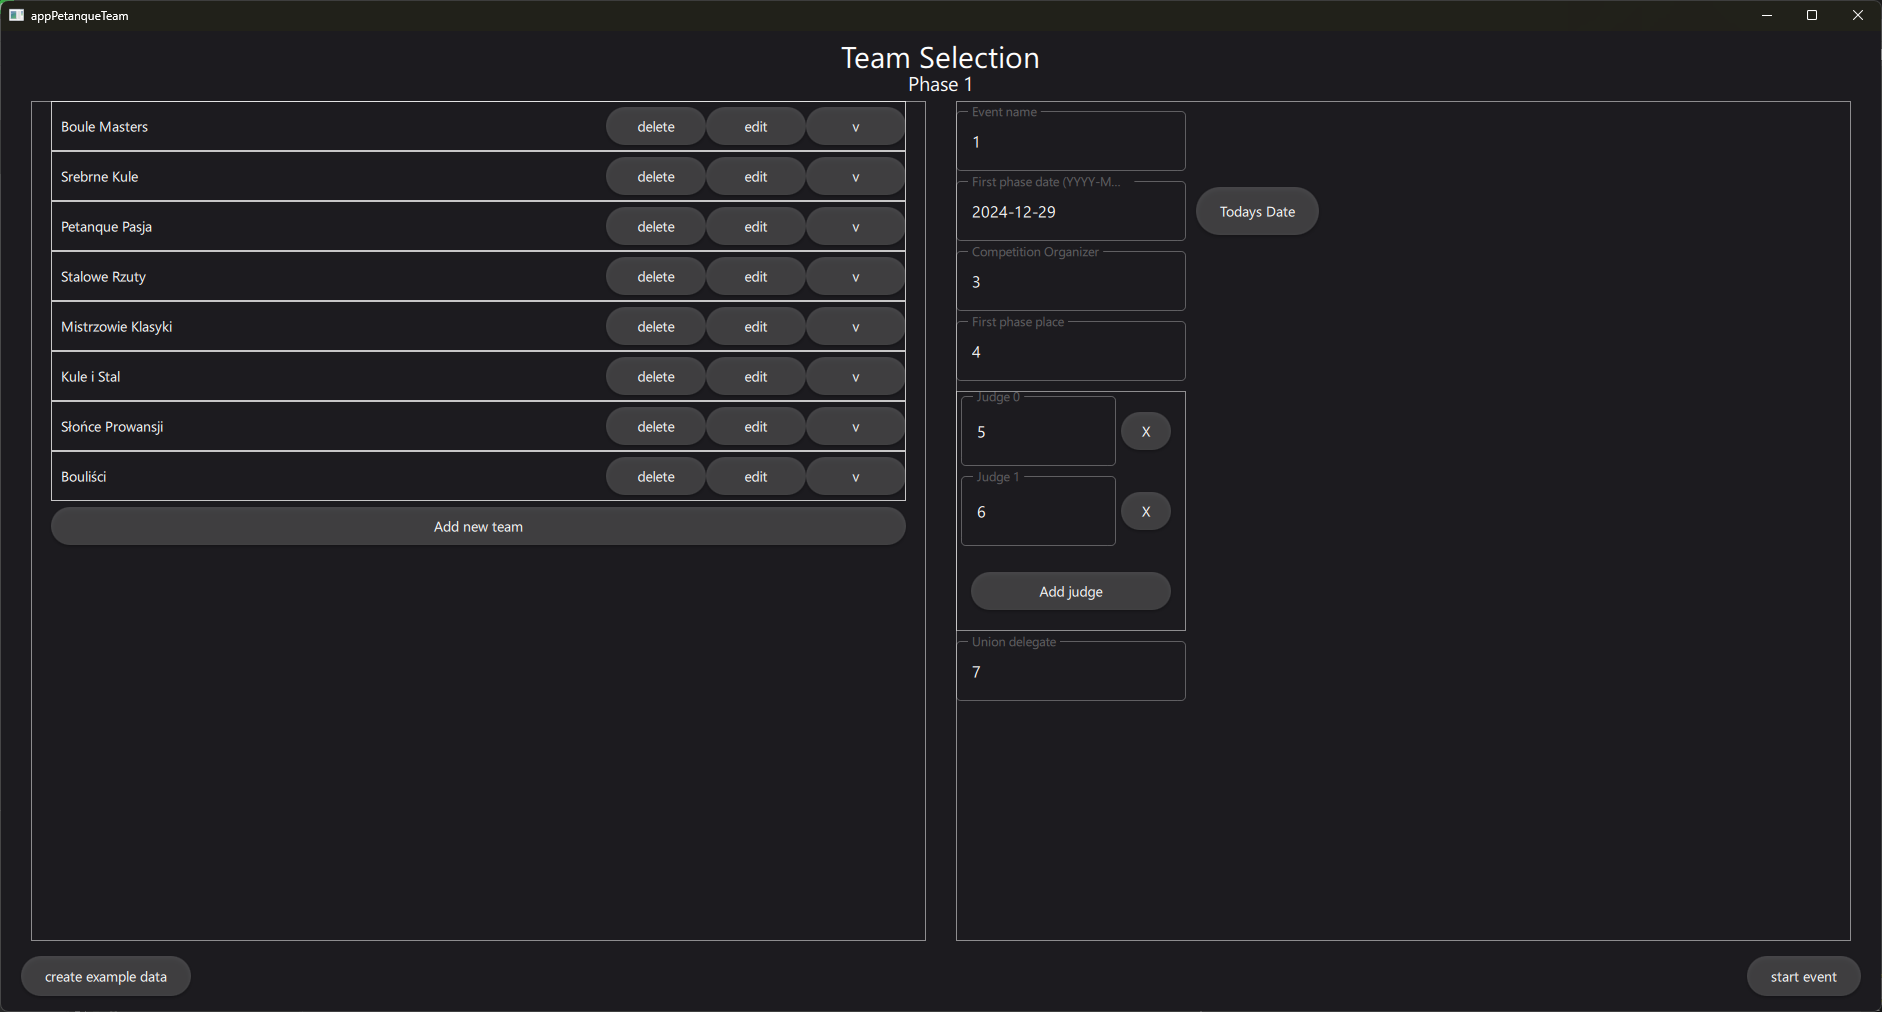 appPetanqueTeam
Team Selection
Phase 1
Boule Masters delete edit v
Srebrne Kule delete edit v
Petanque Pasja delete edit v
Stalowe Rzuty delete edit v
Mistrzowie Klasyki delete edit v
Kule i Stal delete edit v
Słońce Prowansji delete edit v
Bouliści delete edit v
Add new team
Event name
1
First phase date (YYYY-M...
2024-12-29 Todays Date
Competition Organizer
3
First phase place
4
Judge 0
5 X
Judge 1
6 X
Add judge
Union delegate
7
create example data start event